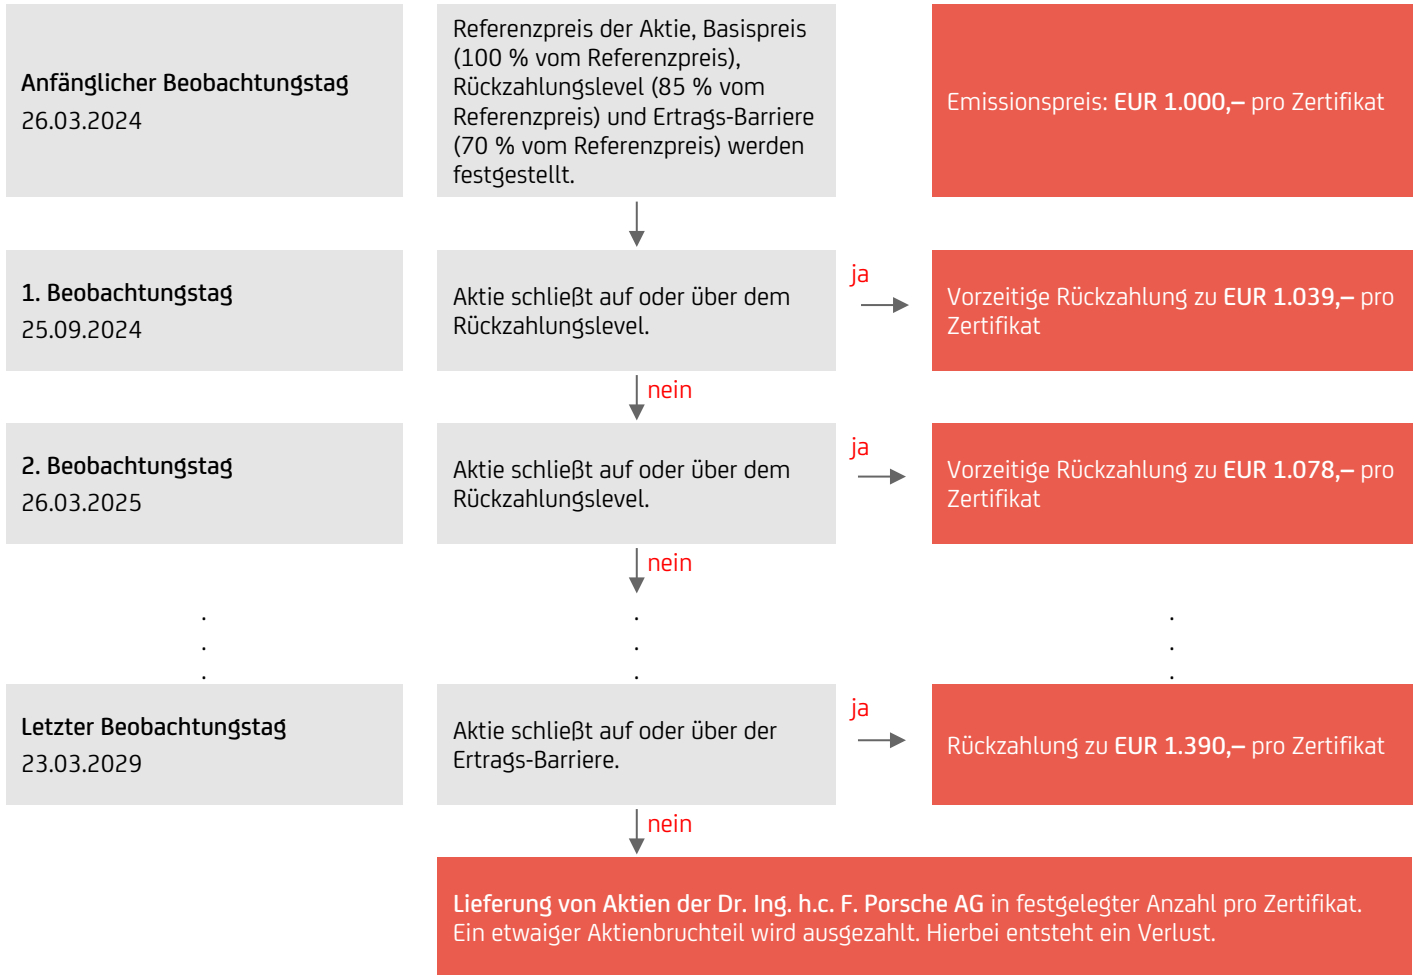 Anfänglicher Beobachtungstag
26.03.2024
Referenzpreis der Aktie, Basispreis
(100 % vom Referenzpreis),
Rückzahlungslevel (85 % vom
Referenzpreis) und Ertrags-Barriere
(70 % vom Referenzpreis) werden
festgestellt.
Emissionspreis: EUR 1.000,– pro Zertifikat
1. Beobachtungstag
25.09.2024
Aktie schließt auf oder über dem
Rückzahlungslevel.
ja
Vorzeitige Rückzahlung zu EUR 1.039,– pro
Zertifikat
nein
2. Beobachtungstag
26.03.2025
Aktie schließt auf oder über dem
Rückzahlungslevel.
ja
Vorzeitige Rückzahlung zu EUR 1.078,– pro
Zertifikat
nein
.
.
.
.
.
.
.
.
.
Letzter Beobachtungstag
23.03.2029
Aktie schließt auf oder über der
Ertrags-Barriere.
ja
Rückzahlung zu EUR 1.390,– pro Zertifikat
nein
Lieferung von Aktien der Dr. Ing. h.c. F. Porsche AG in festgelegter Anzahl pro Zertifikat.
Ein etwaiger Aktienbruchteil wird ausgezahlt. Hierbei entsteht ein Verlust.